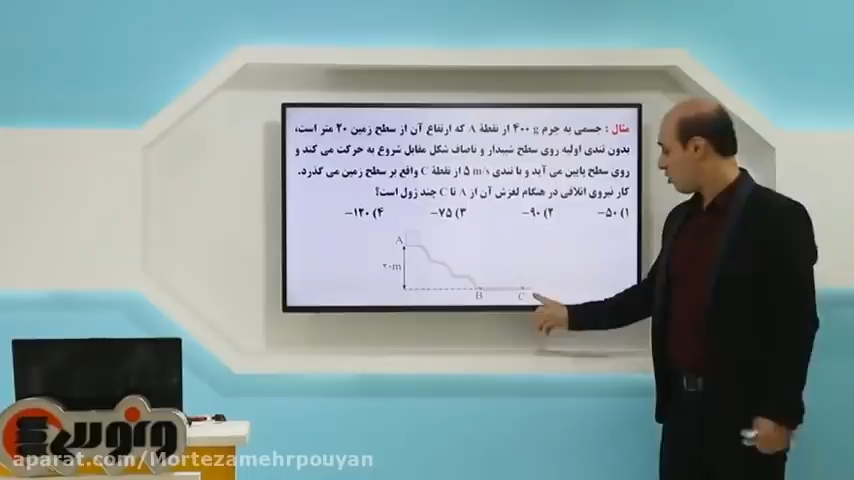 مثال : جسمی به جرم ۴۰۰ g از نقطهٔ A که ارتفاع آن از سطح زمین ۲۰ متر است،
بدون تندی اولیه روی سطح شیبدار و ناصاف شکل مقابل شروع به حرکت می کند و
روی سطح پایین می آید و با تندی ۵ m/s از نقطهٔ C واقع بر سطح زمین می گذرد.
کار نیروی اتلافی در هنگام لغزش آن از A تا C چند ژول است؟
۱) ۵۰− ۲) ۹۰− ۳) ۷۵− ۴) ۱۲۰−
A
۲۰m
B C
ونوس
aparat.com/Mortezamehrpouyan